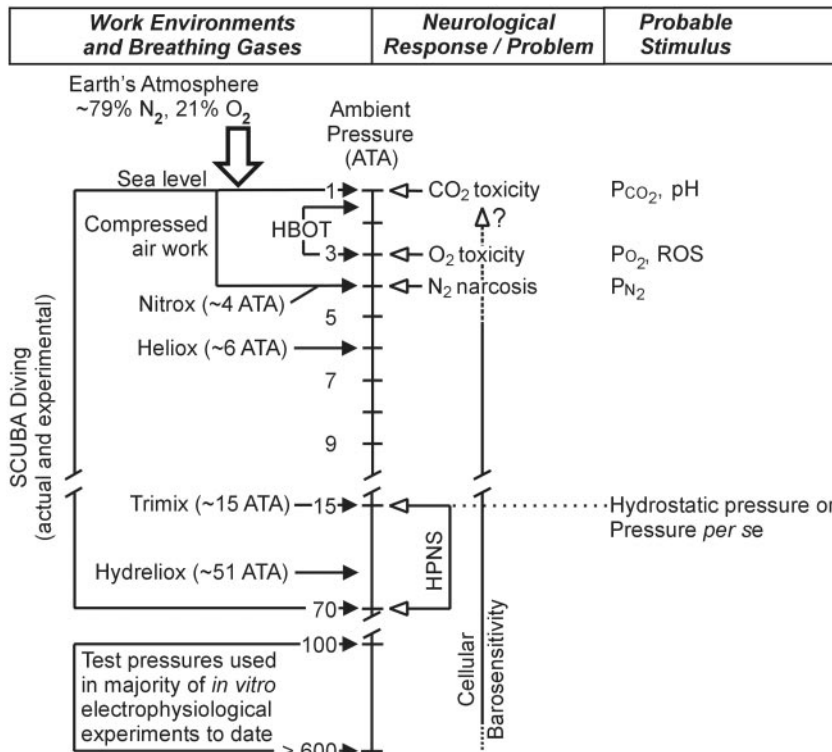 Work Environments
and Breathing Gases
Neurological
Response / Problem
Probable
Stimulus
Earth's Atmosphere
~79% N₂, 21% O₂
Ambient
Pressure
(ATA)
Sea level
1
CO₂ toxicity
PCO₂, pH
?
Compressed
air work
HBOT
3
O₂ toxicity
PO₂, ROS
N₂ narcosis
PN₂
Nitrox (~4 ATA)
5
Heliox (~6 ATA)
7
9
SCUBA Diving
(actual and experimental)
Trimix (~15 ATA)
15
Hydrostatic pressure or
Pressure per se
HPNS
Hydreliox (~51 ATA)
70
Cellular
Barosensitivity
100
Test pressures used
in majority of in vitro
electrophysiological
experiments to date
> 600